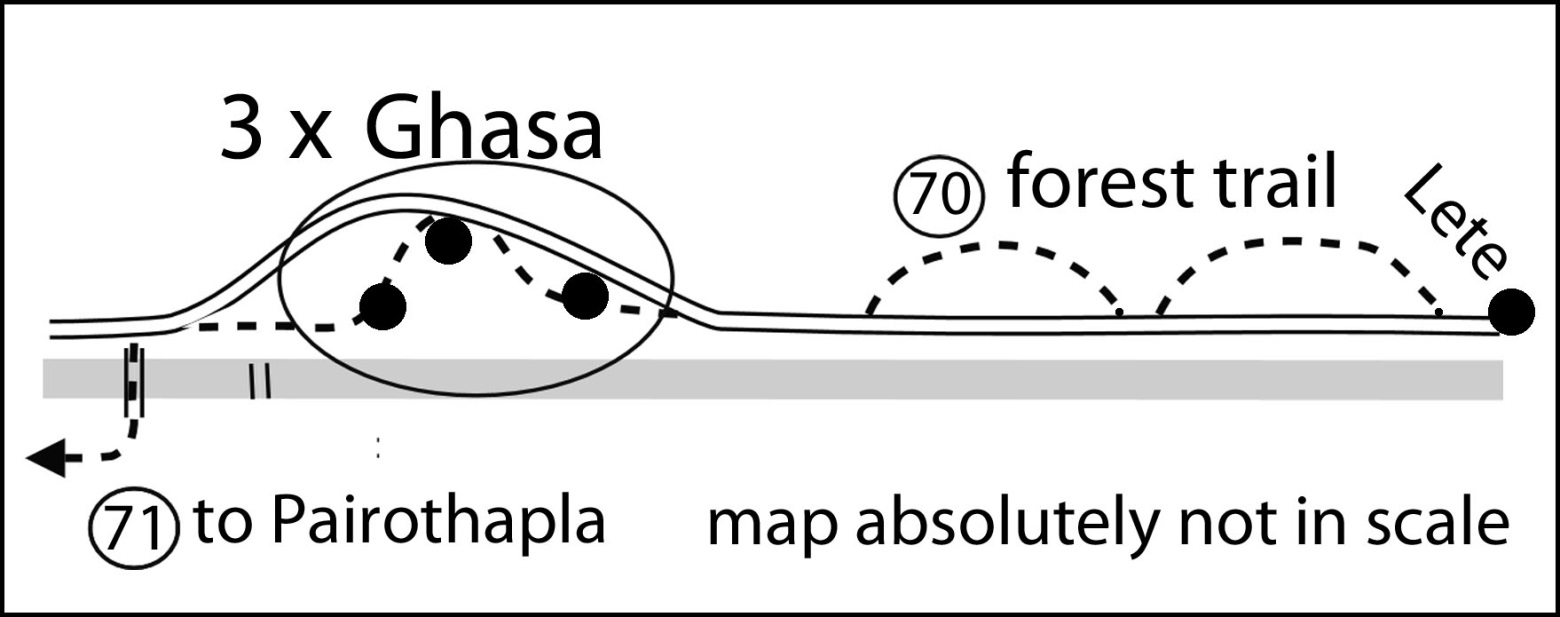 3 x Ghasa
70 forest trail
Lete
71 to Pairothapla
map absolutely not in scale